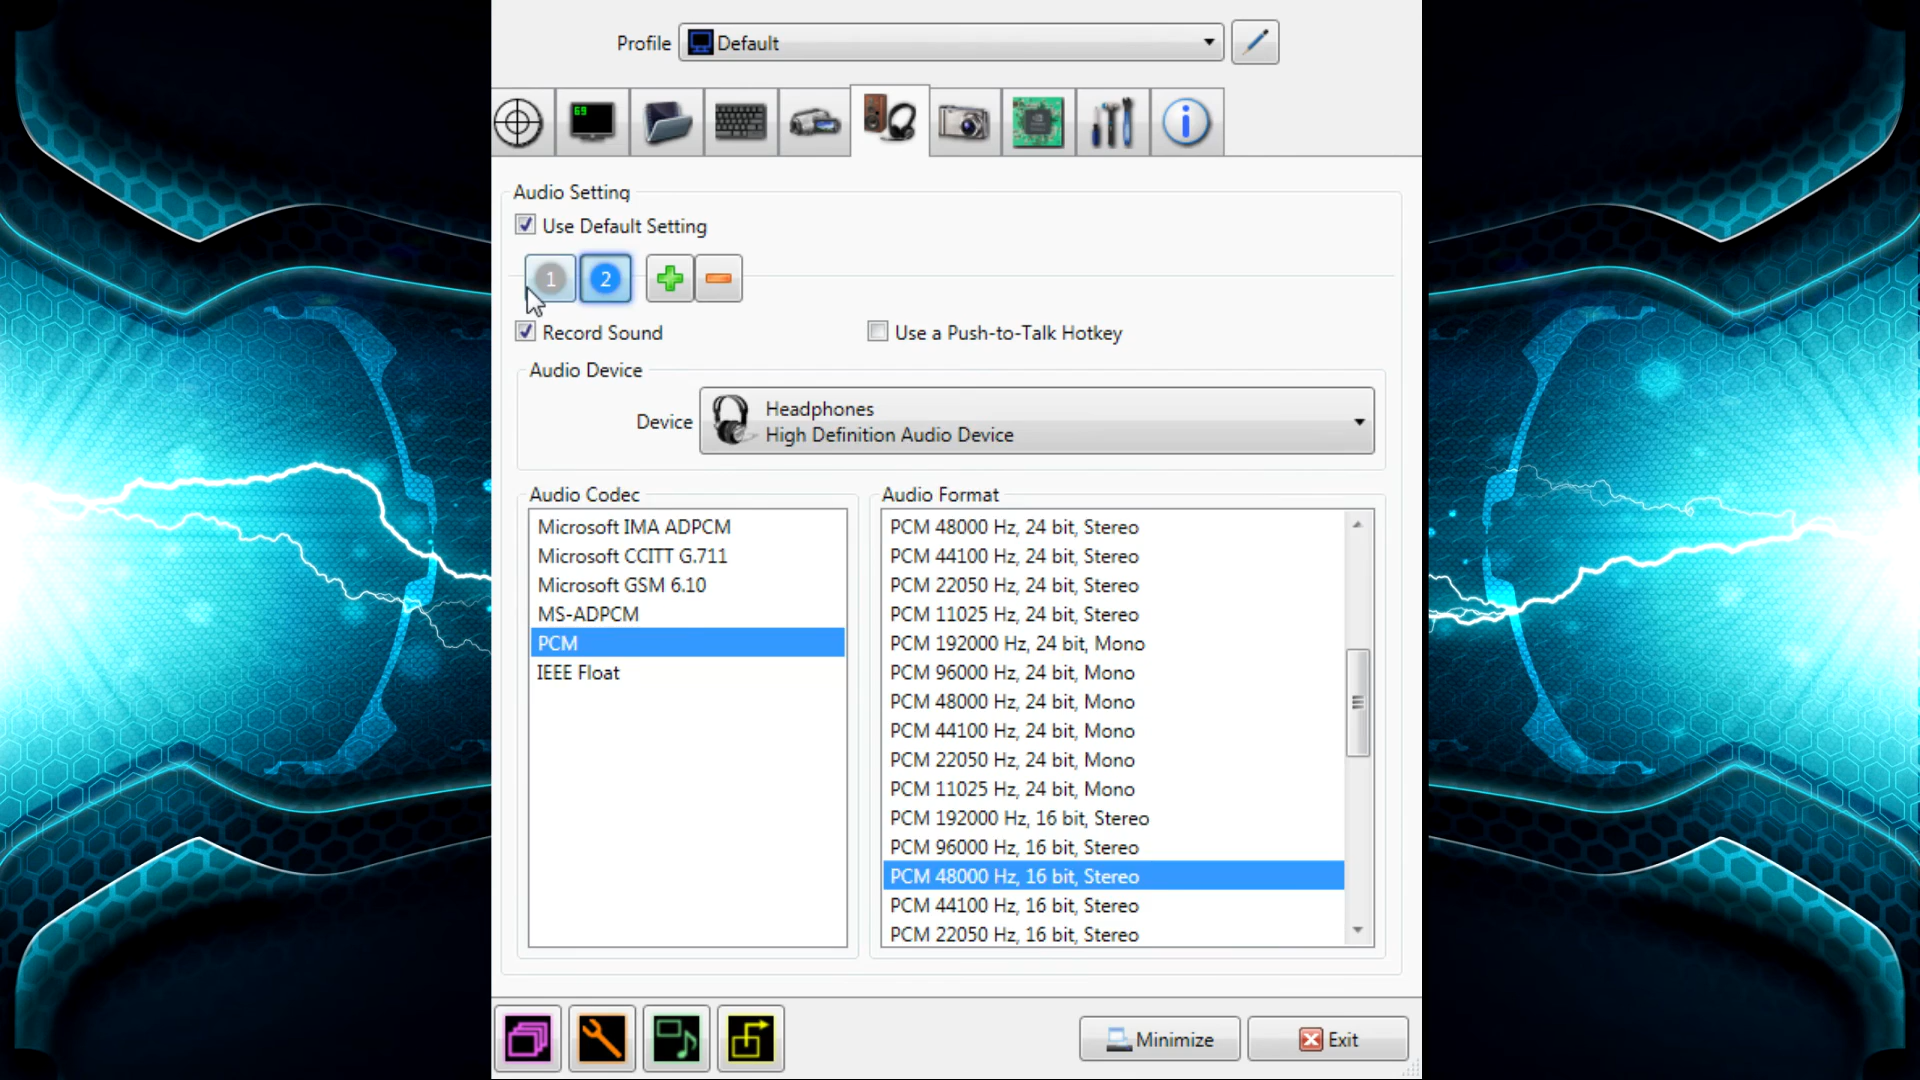 Profile
Default
69
Audio Setting
Use Default Setting
1
2
Record Sound
Use a Push-to-Talk Hotkey
Audio Device
Device
Headphones
High Definition Audio Device
Audio Codec
Microsoft IMA ADPCM
Microsoft CCITT G.711
Microsoft GSM 6.10
MS-ADPCM
PCM
IEEE Float
Audio Format
PCM 48000 Hz, 24 bit, Stereo
PCM 44100 Hz, 24 bit, Stereo
PCM 22050 Hz, 24 bit, Stereo
PCM 11025 Hz, 24 bit, Stereo
PCM 192000 Hz, 24 bit, Mono
PCM 96000 Hz, 24 bit, Mono
PCM 48000 Hz, 24 bit, Mono
PCM 44100 Hz, 24 bit, Mono
PCM 22050 Hz, 24 bit, Mono
PCM 11025 Hz, 24 bit, Mono
PCM 192000 Hz, 16 bit, Stereo
PCM 96000 Hz, 16 bit, Stereo
PCM 48000 Hz, 16 bit, Stereo
PCM 44100 Hz, 16 bit, Stereo
PCM 22050 Hz, 16 bit, Stereo
Minimize
Exit